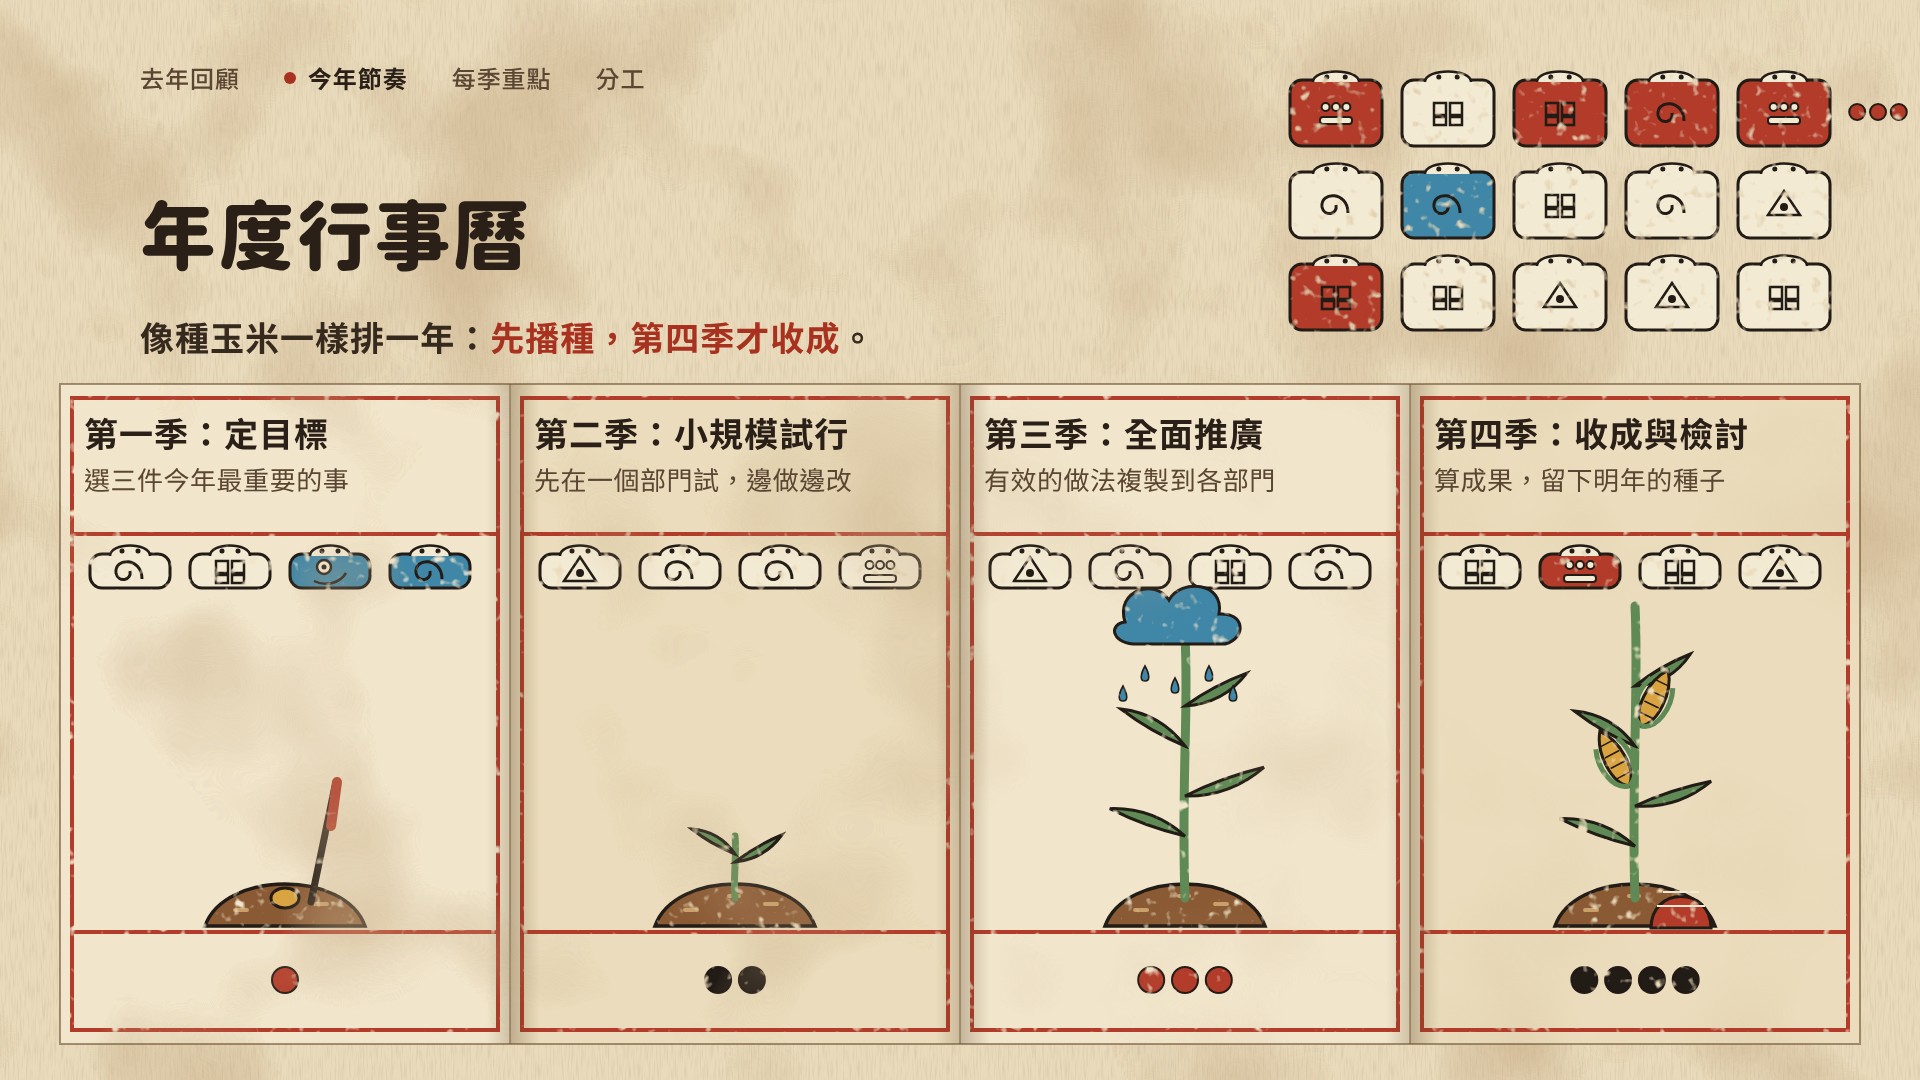 去年回顧
今年節奏
每季重點
分工
年度行事曆
像種玉米一樣排一年：先播種，第四季才收成。
第一季：定目標
選三件今年最重要的事
第二季：小規模試行
先在一個部門試，邊做邊改
第三季：全面推廣
有效的做法複製到各部門
第四季：收成與檢討
算成果，留下明年的種子